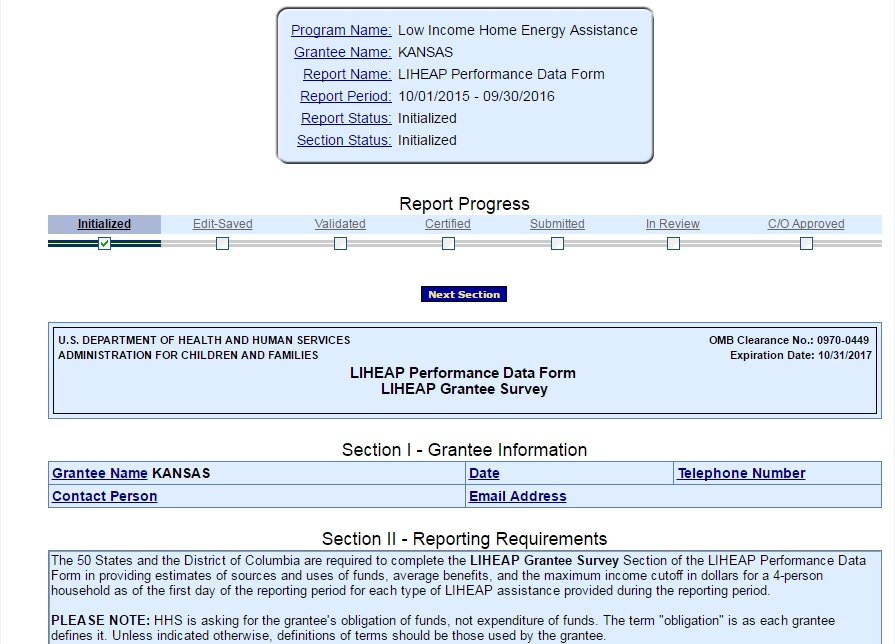 Program Name: Low Income Home Energy Assistance
Grantee Name: KANSAS
Report Name: LIHEAP Performance Data Form
Report Period: 10/01/2015 - 09/30/2016
Report Status: Initialized
Section Status: Initialized
Report Progress
Initialized Edit-Saved Validated Certified Submitted In Review C/O Approved
Next Section
U.S. DEPARTMENT OF HEALTH AND HUMAN SERVICES OMB Clearance No.: 0970-0449
ADMINISTRATION FOR CHILDREN AND FAMILIES Expiration Date: 10/31/2017
LIHEAP Performance Data Form
LIHEAP Grantee Survey
Section I - Grantee Information
Grantee Name KANSAS Date Telephone Number
Contact Person Email Address
Section II - Reporting Requirements
The 50 States and the District of Columbia are required to complete the LIHEAP Grantee Survey Section of the LIHEAP Performance Data
Form in providing estimates of sources and uses of funds, average benefits, and the maximum income cutoff in dollars for a 4-person
household as of the first day of the reporting period for each type of LIHEAP assistance provided during the reporting period.
PLEASE NOTE: HHS is asking for the grantee's obligation of funds, not expenditure of funds. The term "obligation" is as each grantee
defines it. Unless indicated otherwise, definitions of terms should be those used by the grantee.